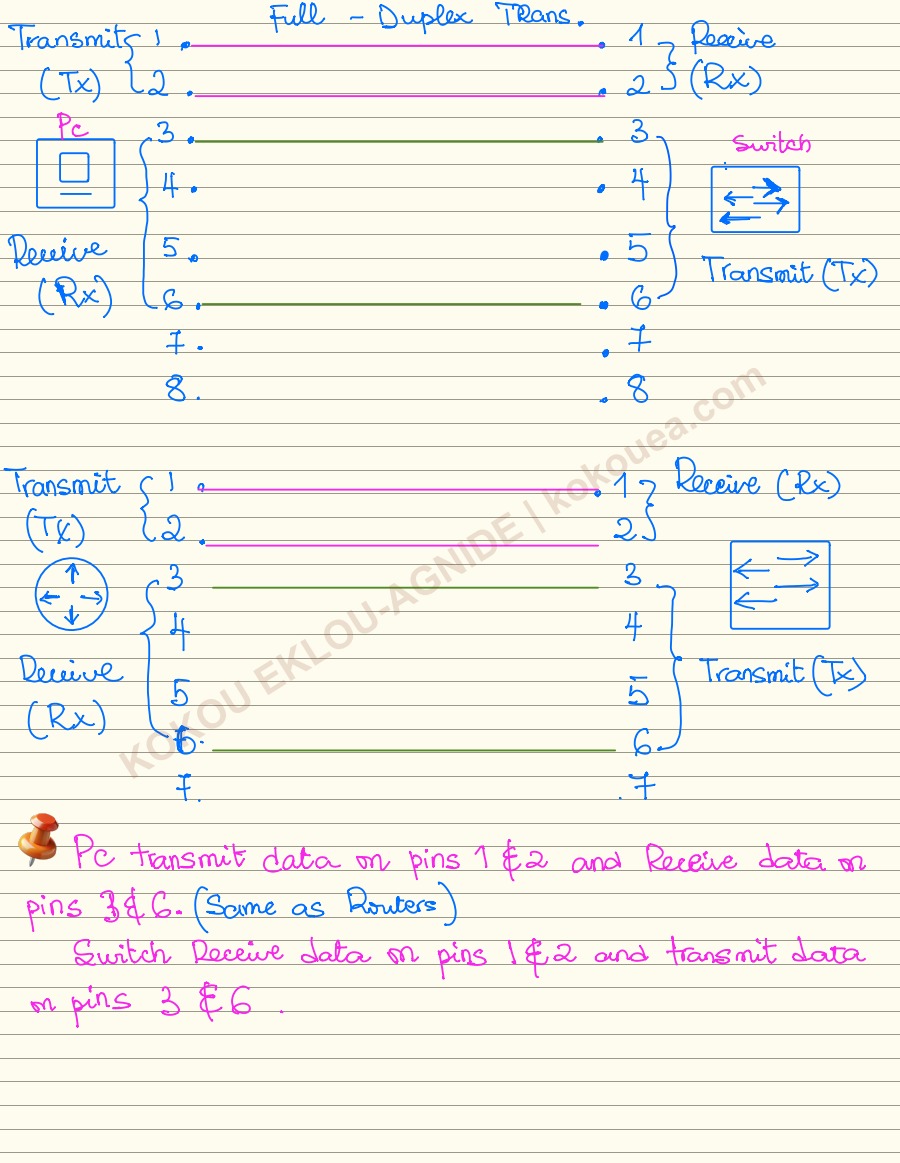 Full - Duplex Trans.
Transmit 1 1 Receive
(Tx) 2 2 (Rx)
Pc 3 3 Switch
4 4
Receive 5 5 Transmit (Tx)
(Rx) 6 6
7 7
8 8
Transmit 1 1 Receive (Rx)
(Tx) 2 2
3 3
4 4
Receive 5 5 Transmit (Tx)
(Rx) 6 6
7 7
KOKOU EKLOU-AGNIDE | kokouea.com
Pc transmit data on pins 1 & 2 and Receive data on
pins 3 & 6. (Same as Routers)
Switch Receive data on pins 1 & 2 and transmit data
on pins 3 & 6 .